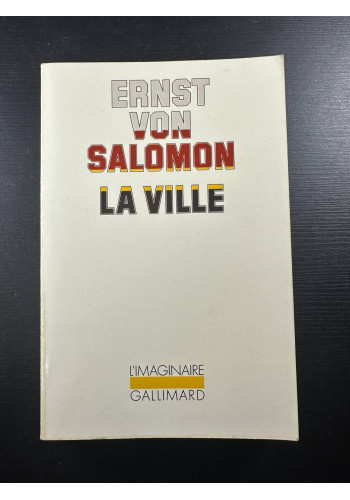 ERNST
VON
SALOMON
LA VILLE
L'IMAGINAIRE
GALLIMARD